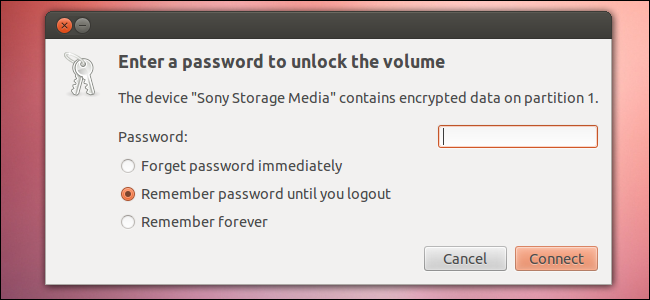 Enter a password to unlock the volume
The device "Sony Storage Media" contains encrypted data on partition 1.
Password:
Forget password immediately
Remember password until you logout
Remember forever
Cancel Connect